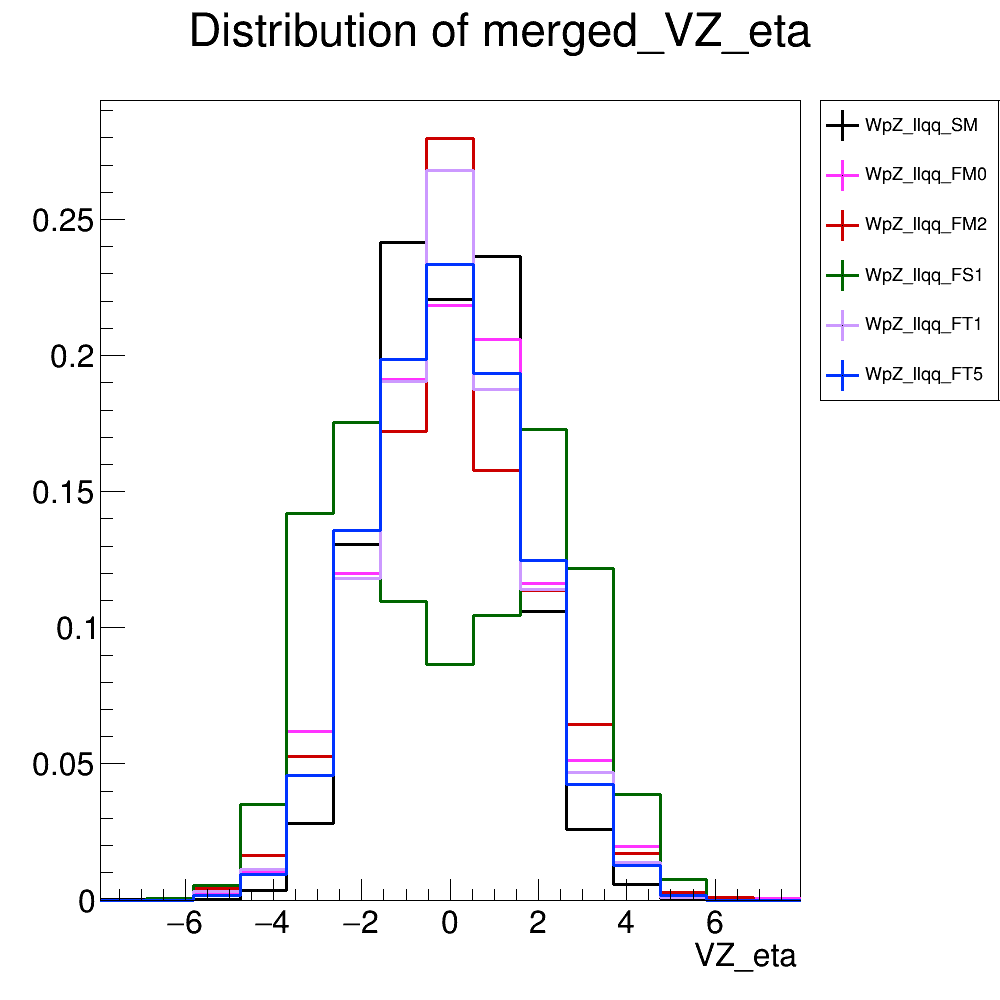 Distribution of merged_VZ_eta
WpZ_llqq_SM
WpZ_llqq_FM0
WpZ_llqq_FM2
WpZ_llqq_FS1
WpZ_llqq_FT1
WpZ_llqq_FT5
0.25
0.2
0.15
0.1
0.05
0
−6 −4 −2 0 2 4 6
VZ_eta